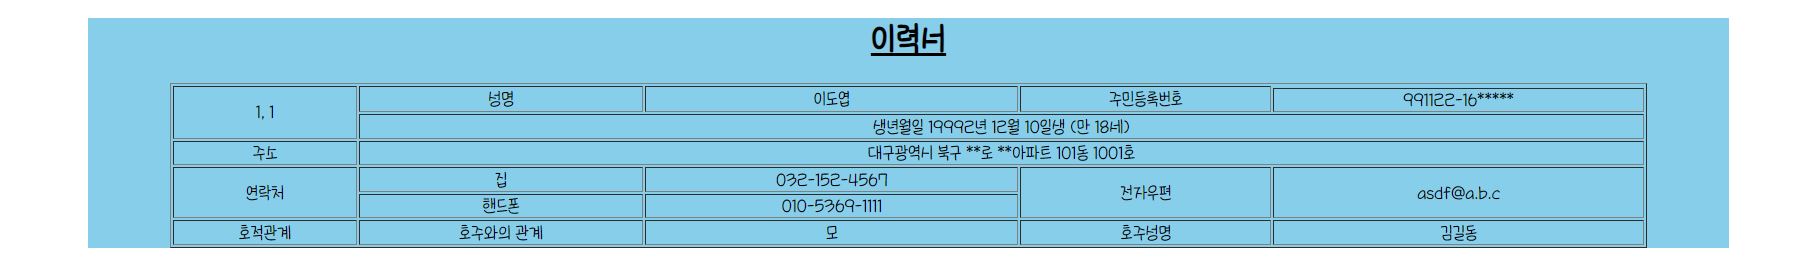 이력서
1, 1 성명 이도엽 주민등록번호 991122-16*****
생년월일 19992년 12월 10일생 (만 18세)
주소 대구광역시 북구 **로 **아파트 101동 1001호
연락처 집 032-152-4567 전자우편 asdf@a.b.c
핸드폰 010-5369-1111
호적관계 호주와의 관계 모 호주성명 김길동